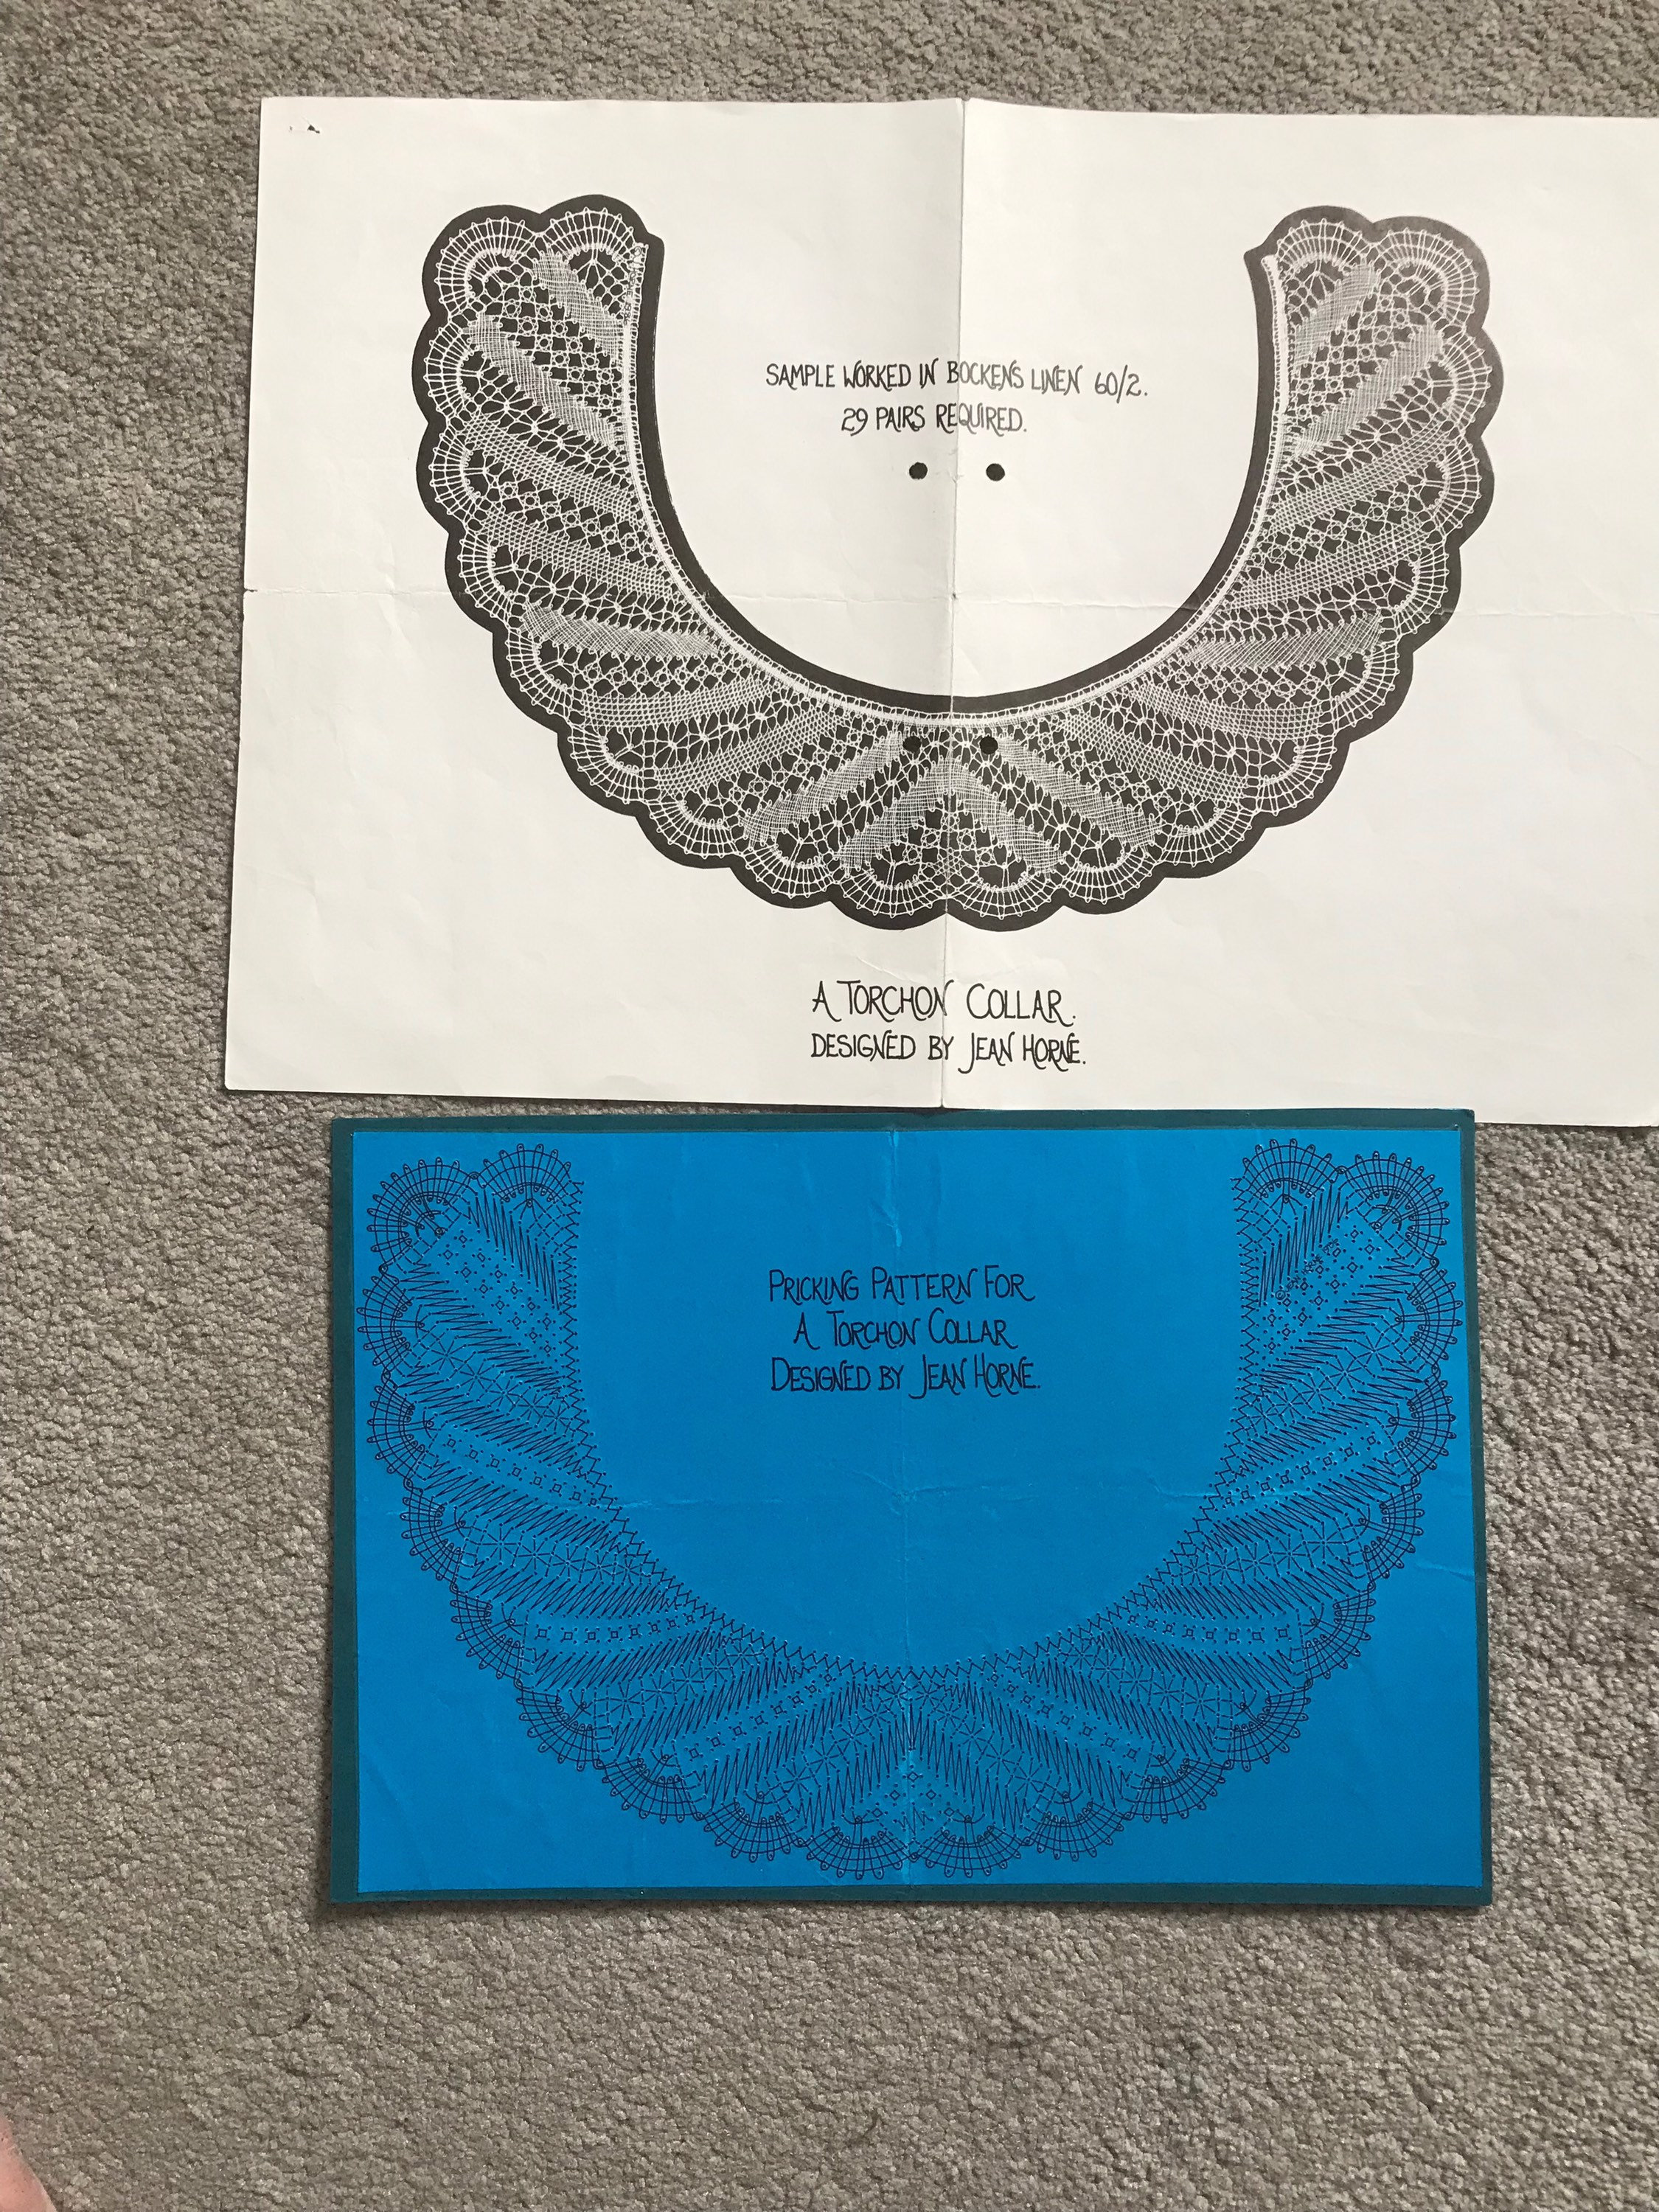 SAMPLE WORKED IN BOCKENS LINEN 60/2.
29 PAIRS REQUIRED.
A TORCHON COLLAR.
DESIGNED BY JEAN HORNE.
PRICKING PATTERN FOR
A TORCHON COLLAR
DESIGNED BY JEAN HORNE.